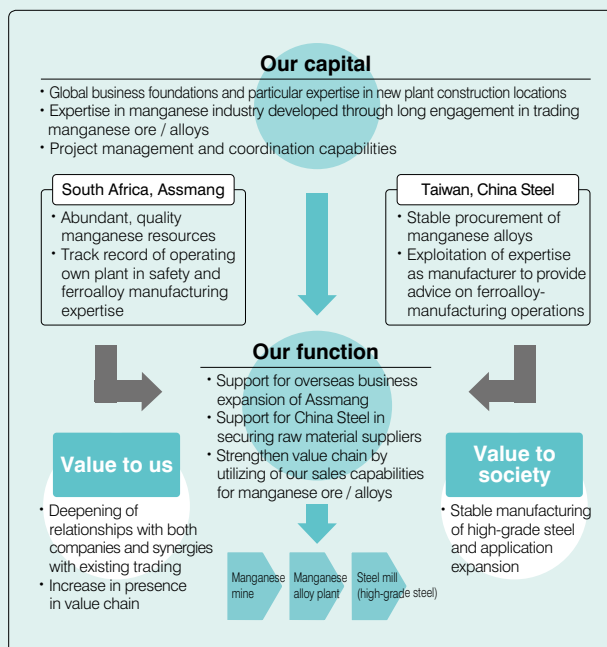 Our capital
・Global business foundations and particular expertise in new plant construction locations
・Expertise in manganese industry developed through long engagement in trading
manganese ore / alloys
・Project management and coordination capabilities
South Africa, Assmang
・Abundant, quality
manganese resources
・Track record of operating
own plant in safety and
ferroalloy manufacturing
expertise
Taiwan, China Steel
・Stable procurement of
manganese alloys
・Exploitation of expertise
as manufacturer to provide
advice on ferroalloy-
manufacturing operations
Our function
・Support for overseas business
expansion of Assmang
・Support for China Steel in
securing raw material suppliers
・Strengthen value chain by
utilizing of our sales capabilities
for manganese ore / alloys
Value to us
・Deepening of
relationships with both
companies and synergies
with existing trading
・Increase in presence
in value chain
Value to
society
・Stable manufacturing
of high-grade steel
and application
expansion
Manganese
mine
Manganese
alloy plant
Steel mill
(high-grade steel)